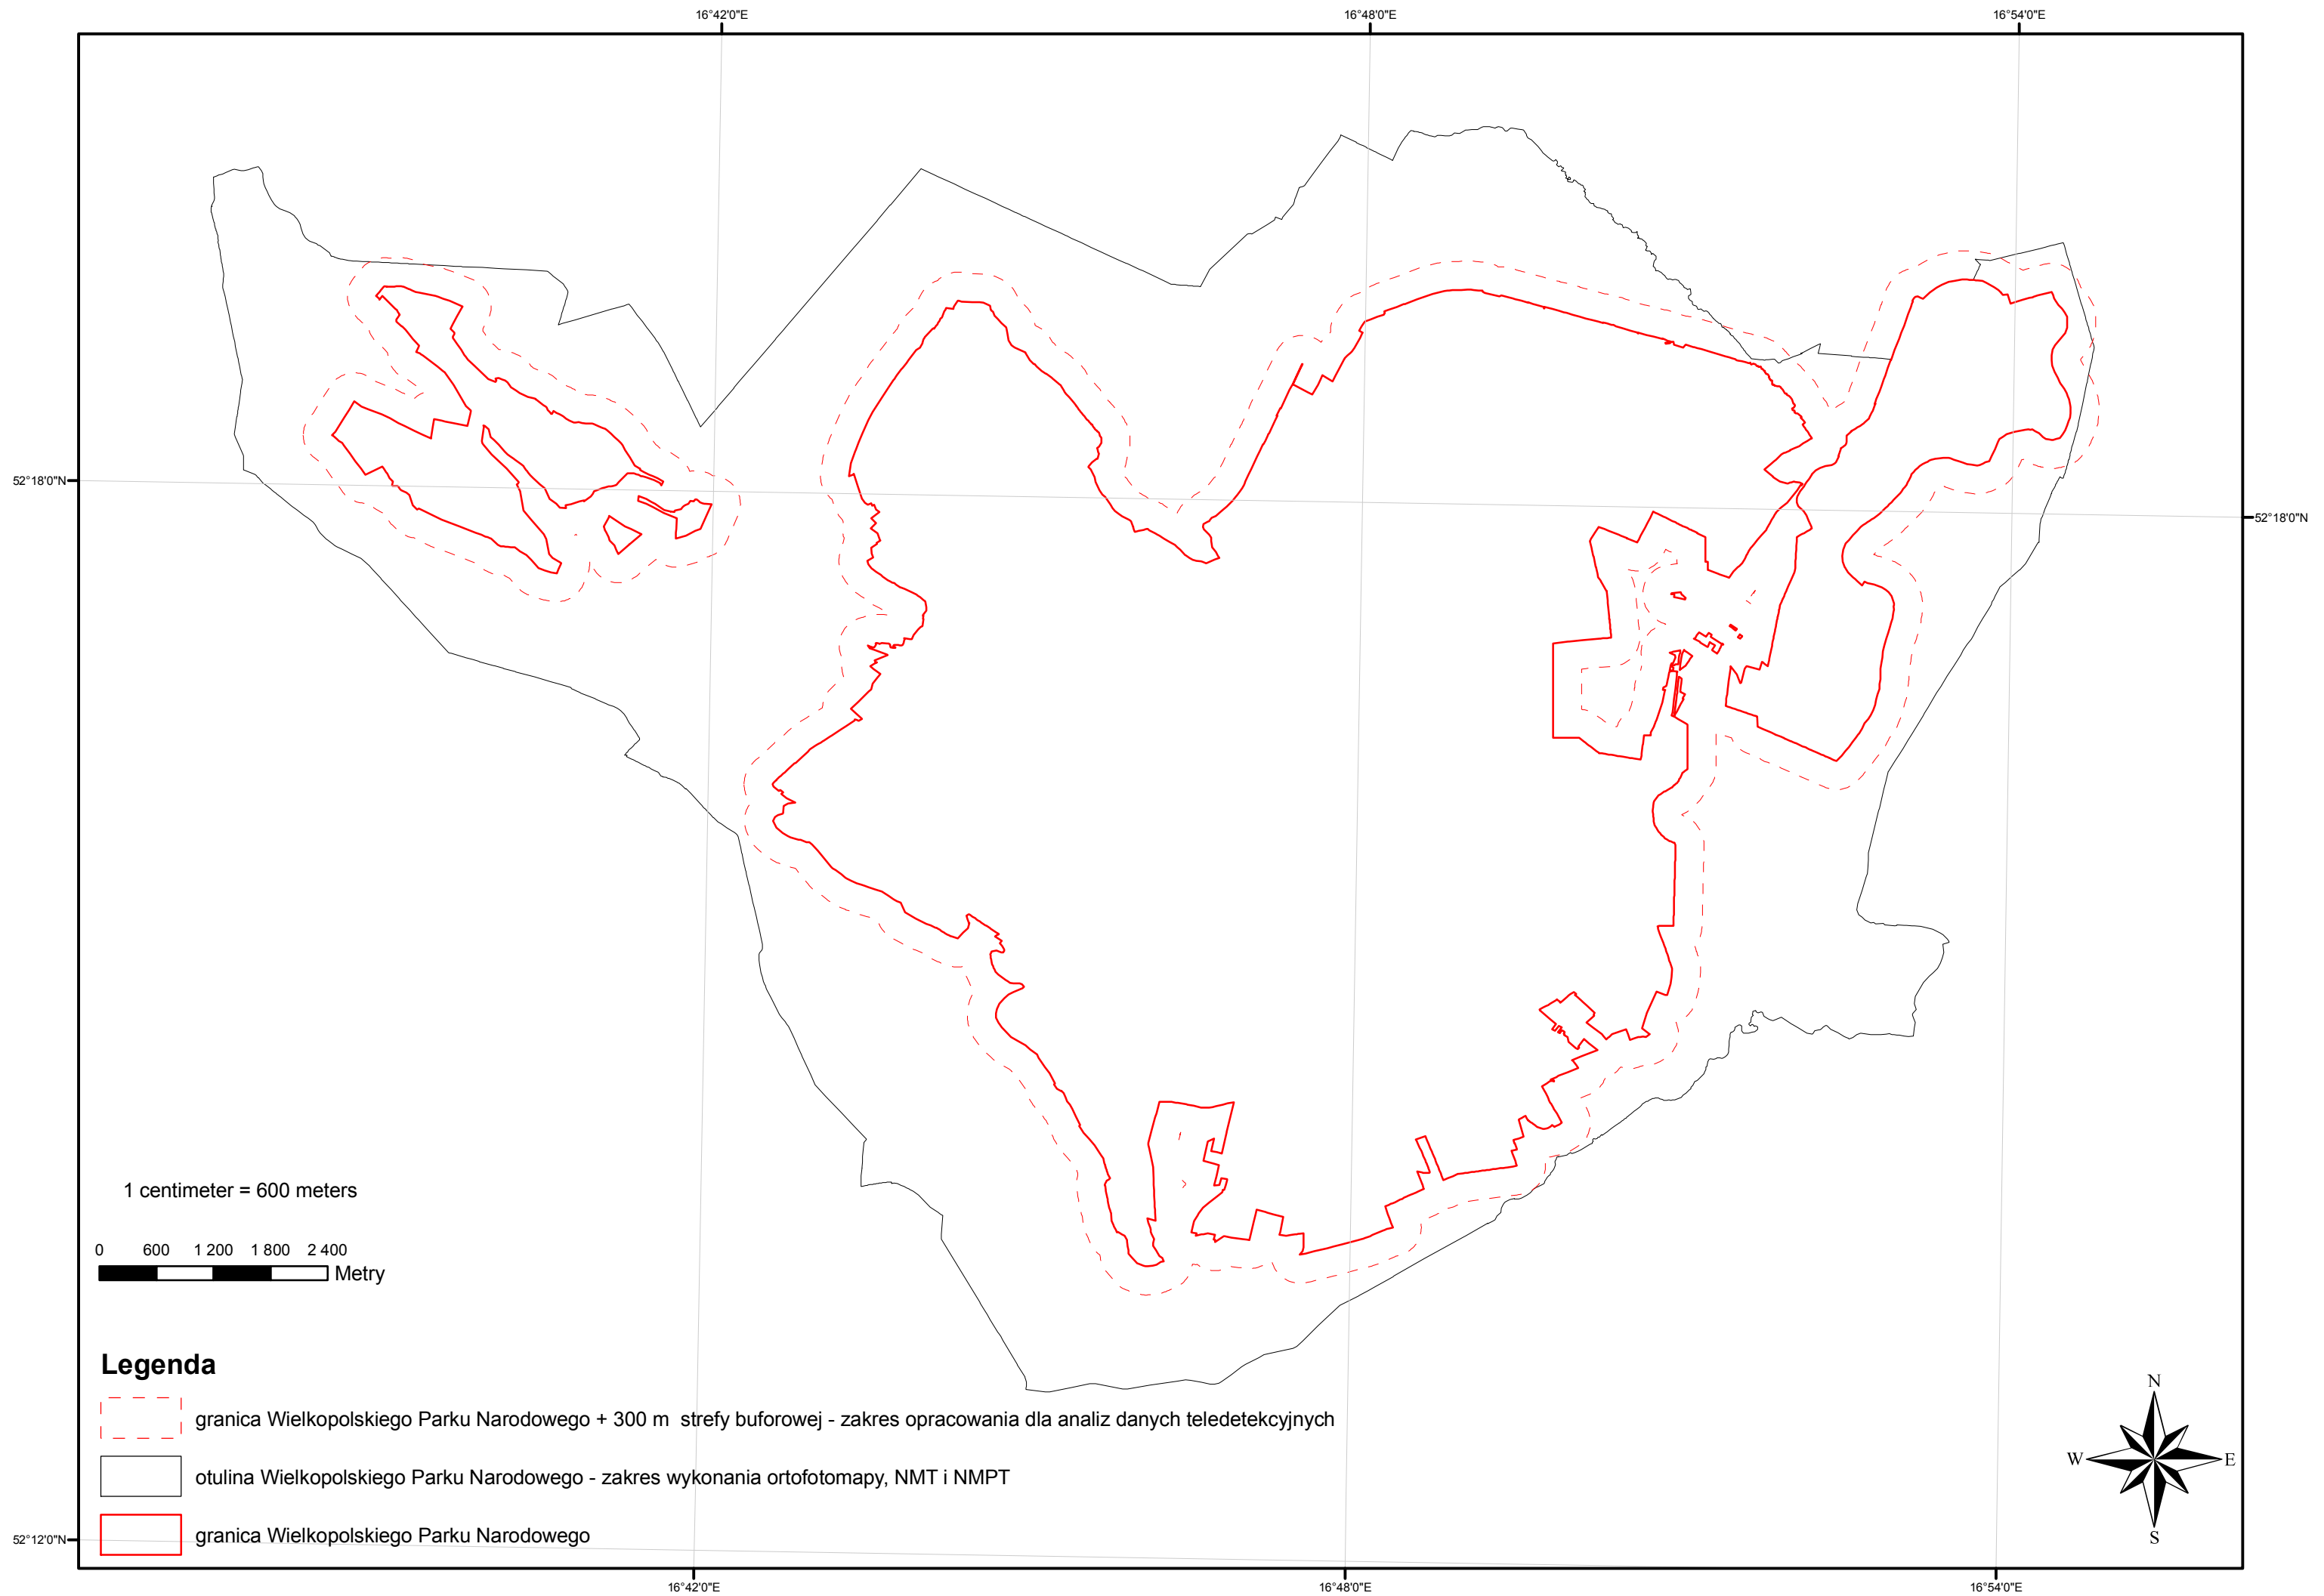 16°42'0"E 16°48'0"E 16°54'0"E
52°18'0"N
52°18'0"N
1 centimeter = 600 meters
0 600 1 200 1 800 2 400
Metry
Legenda
granica Wielkopolskiego Parku Narodowego + 300 m strefy buforowej - zakres opracowania dla analiz danych teledetekcyjnych
otulina Wielkopolskiego Parku Narodowego - zakres wykonania ortofotomapy, NMT i NMPT
granica Wielkopolskiego Parku Narodowego
N
W E
S
52°12'0"N
16°42'0"E 16°48'0"E 16°54'0"E